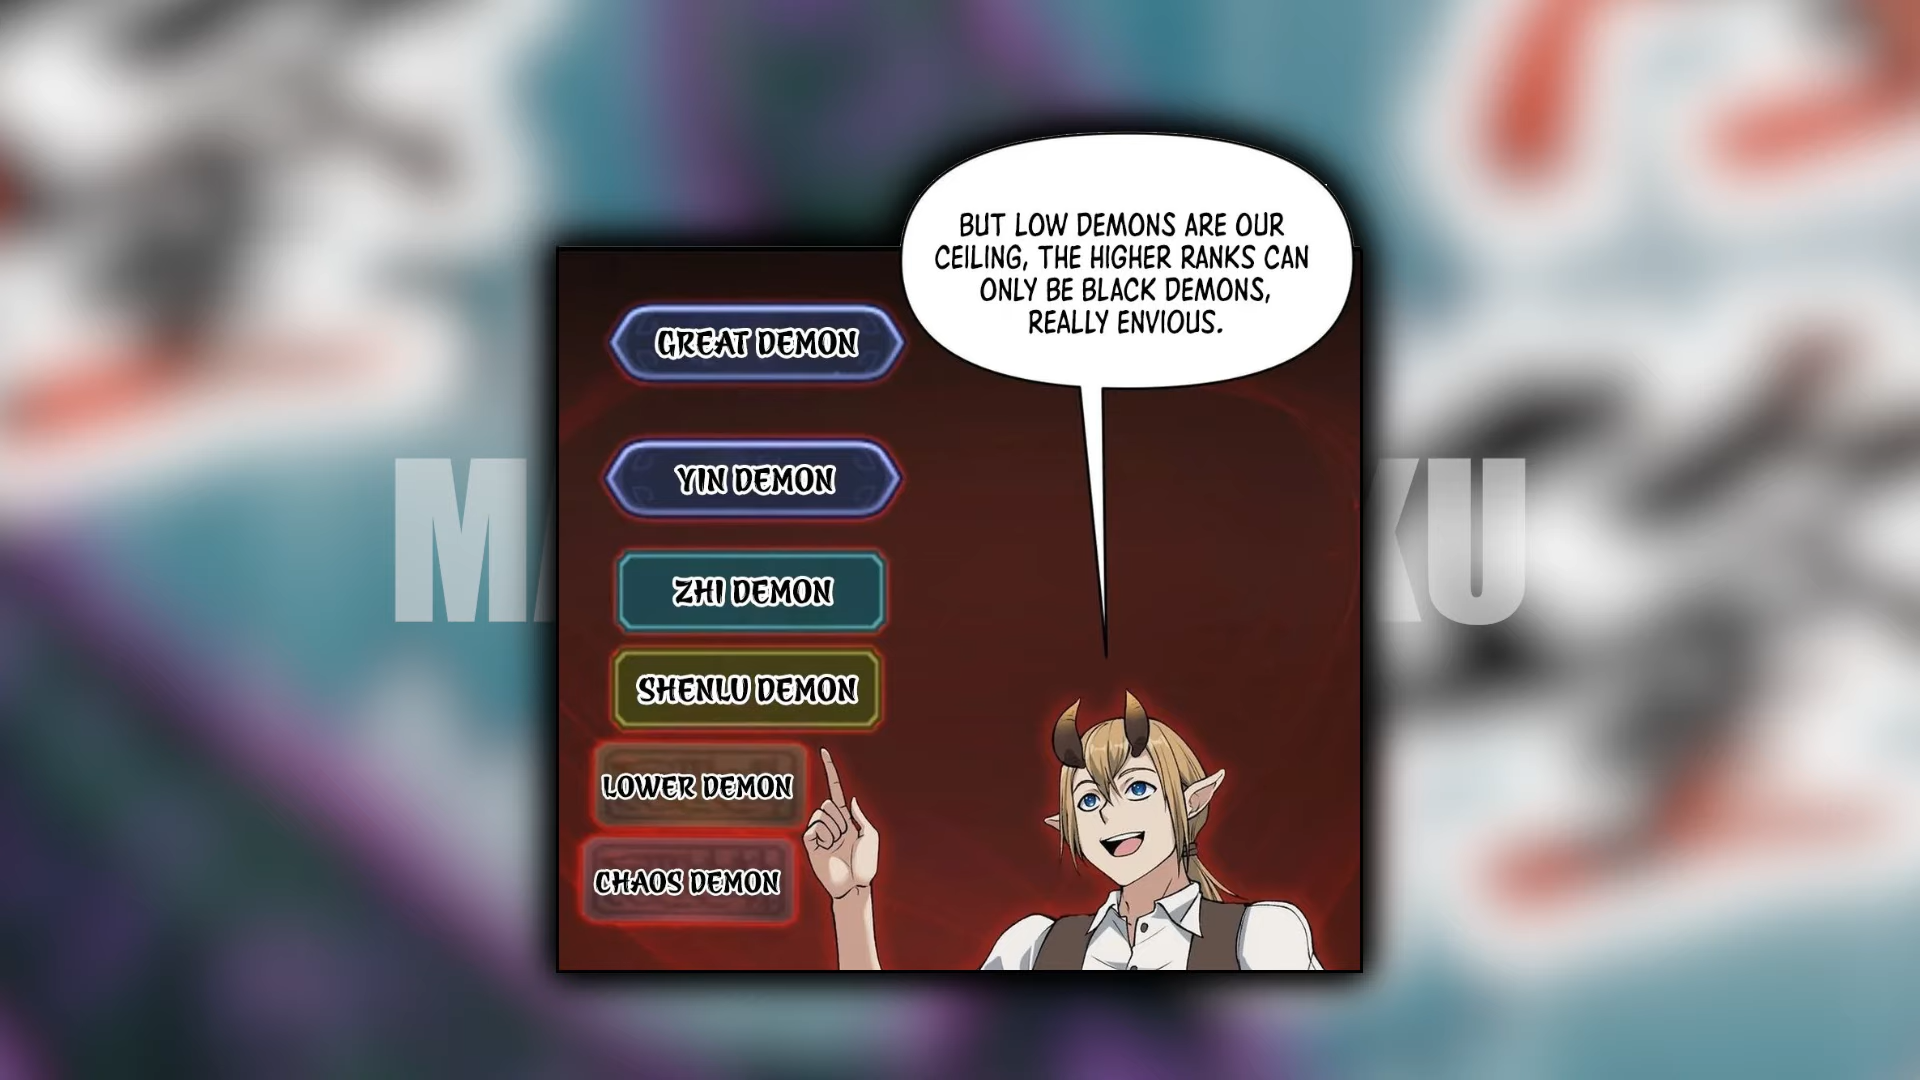 BUT LOW DEMONS ARE OUR
CEILING, THE HIGHER RANKS CAN
ONLY BE BLACK DEMONS,
REALLY ENVIOUS.
GREAT DEMON
YIN DEMON
ZHI DEMON
SHENLU DEMON
LOWER DEMON
CHAOS DEMON